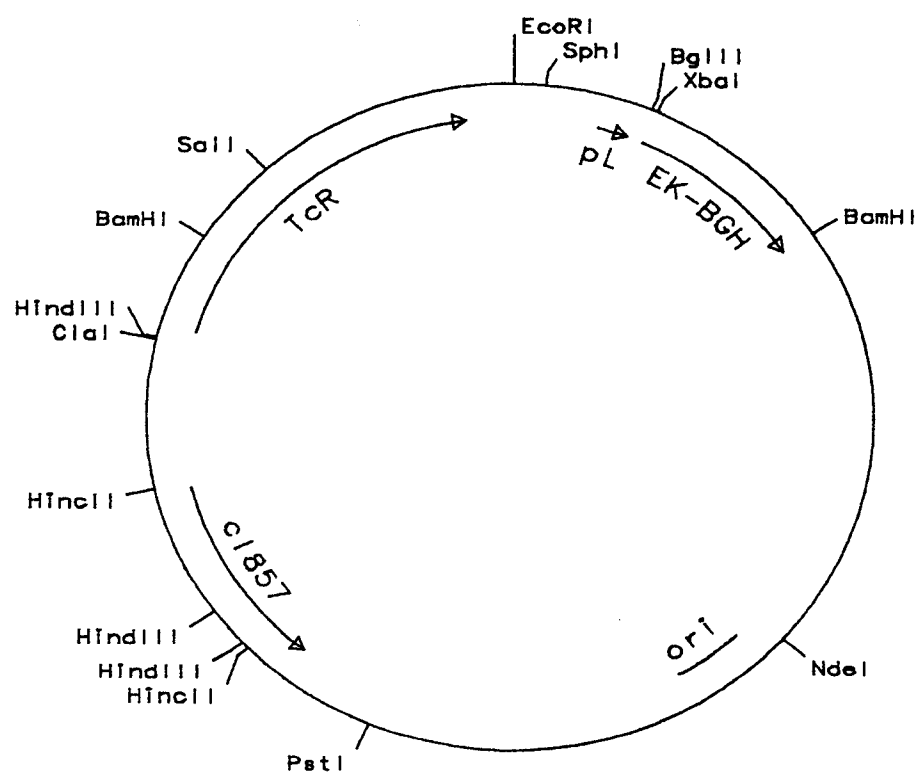 EcoRI
SphI
BglII
XbaI
SalI
TcR
pL
EK-BGH
BamHI
BamHI
HindIII
ClaI
HincII
cI857
HindIII
HindIII
HincII
ori
NdeI
PstI